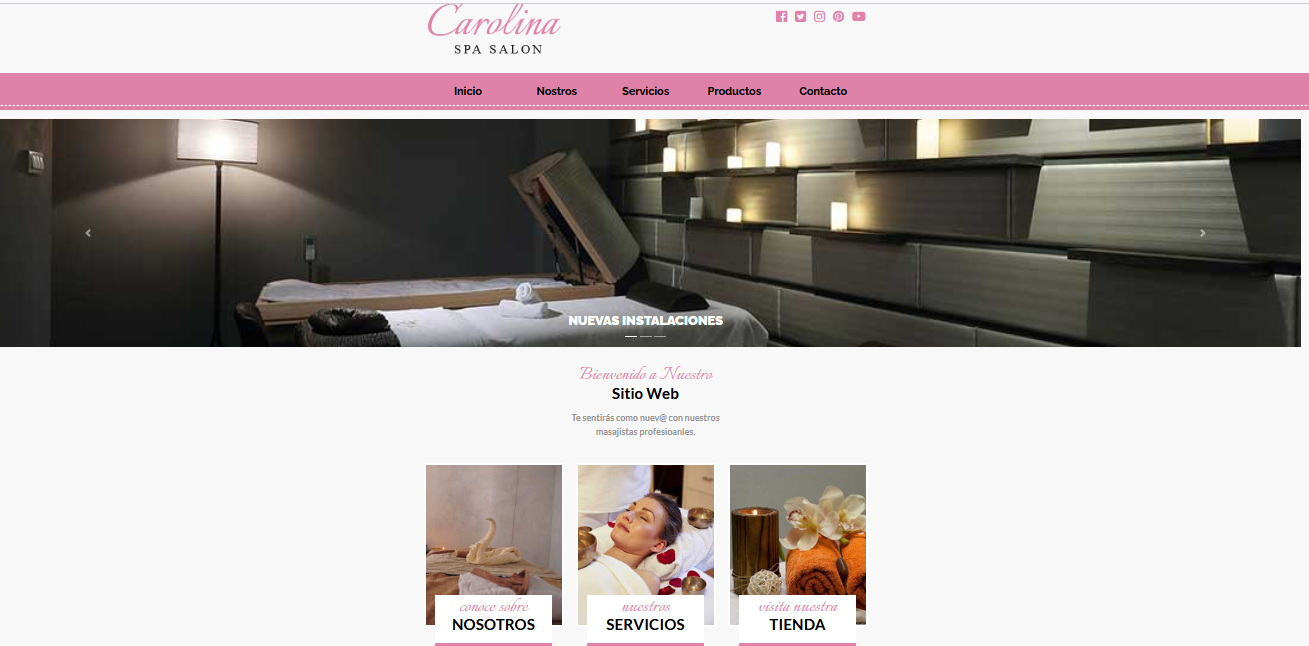 Carolina
SPA SALON
Inicio Nostros Servicios Productos Contacto
NUEVAS INSTALACIONES
Bienvenido a Nuestro
Sitio Web
Te sentirás como nuev@ con nuestros
masajistas profesioanles.
conoce sobre
NOSOTROS
nuestros
SERVICIOS
visita nuestra
TIENDA